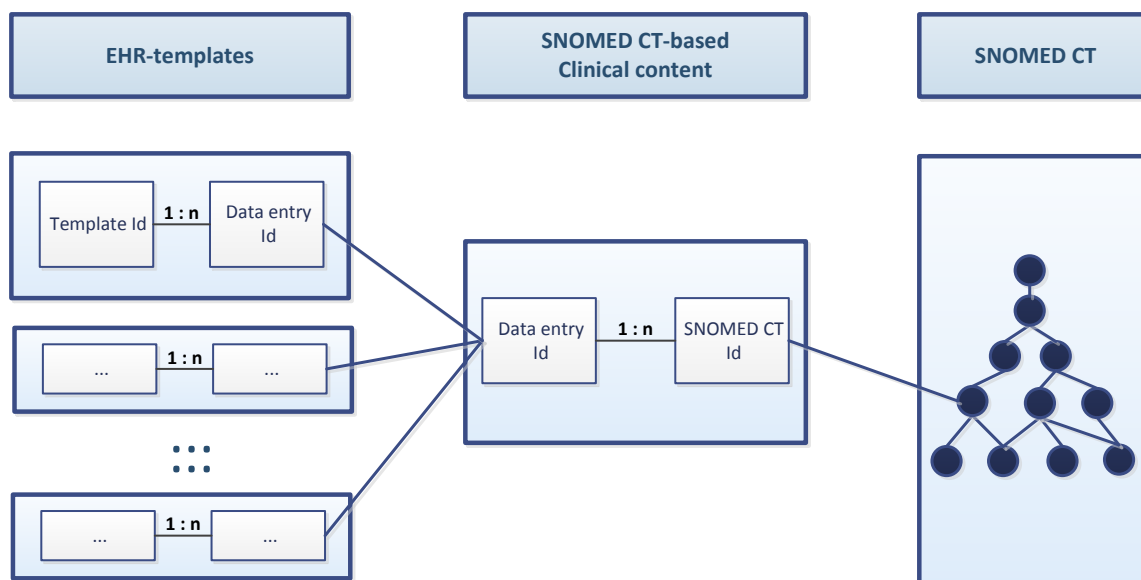 EHR-templates
SNOMED CT-based
Clinical content
SNOMED CT
Template Id
1 : n
Data entry
Id
...
1 : n
...
...
1 : n
...
Data entry
Id
1 : n
SNOMED CT
Id